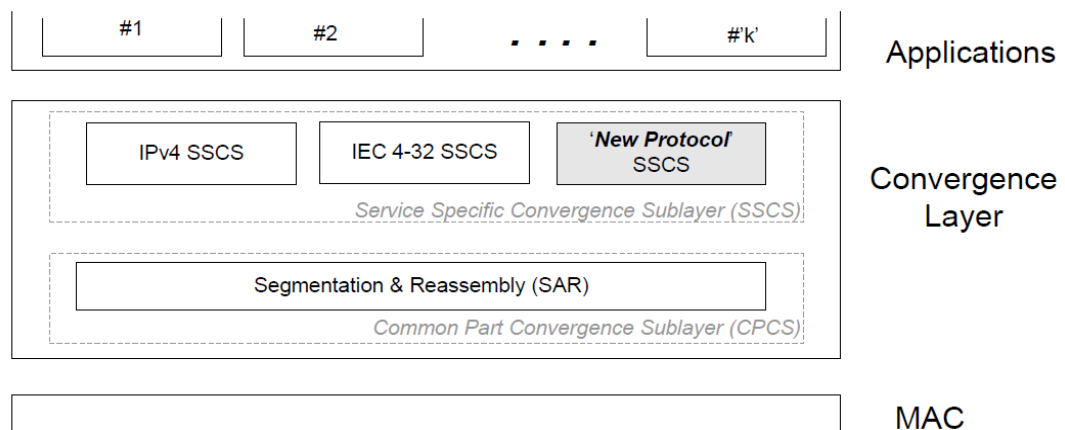 #1
#2
. . . .
#'k'
Applications
IPv4 SSCS
IEC 4-32 SSCS
'New Protocol'
SSCS
Service Specific Convergence Sublayer (SSCS)
Convergence
Layer
Segmentation & Reassembly (SAR)
Common Part Convergence Sublayer (CPCS)
MAC